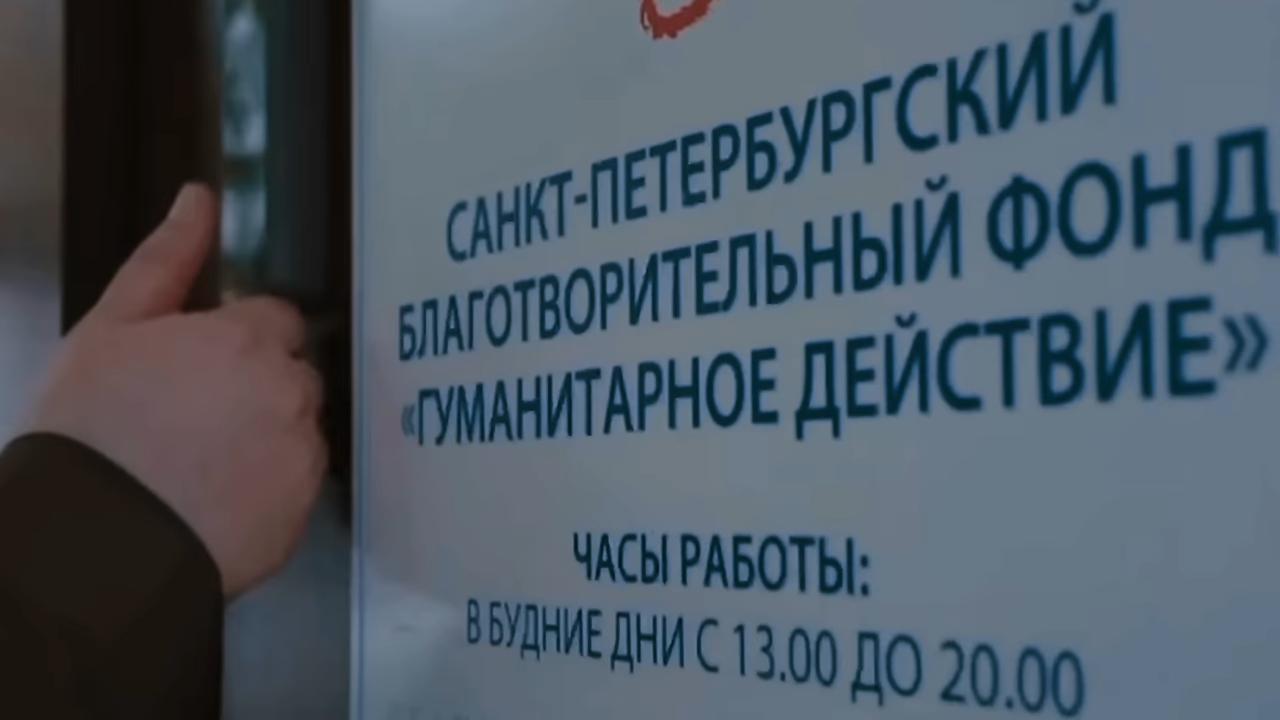 САНКТ-ПЕТЕРБУРГСКИЙ
БЛАГОТВОРИТЕЛЬНЫЙ ФОНД
«ГУМАНИТАРНОЕ ДЕЙСТВИЕ»
ЧАСЫ РАБОТЫ:
В БУДНИЕ ДНИ С 13.00 ДО 20.00